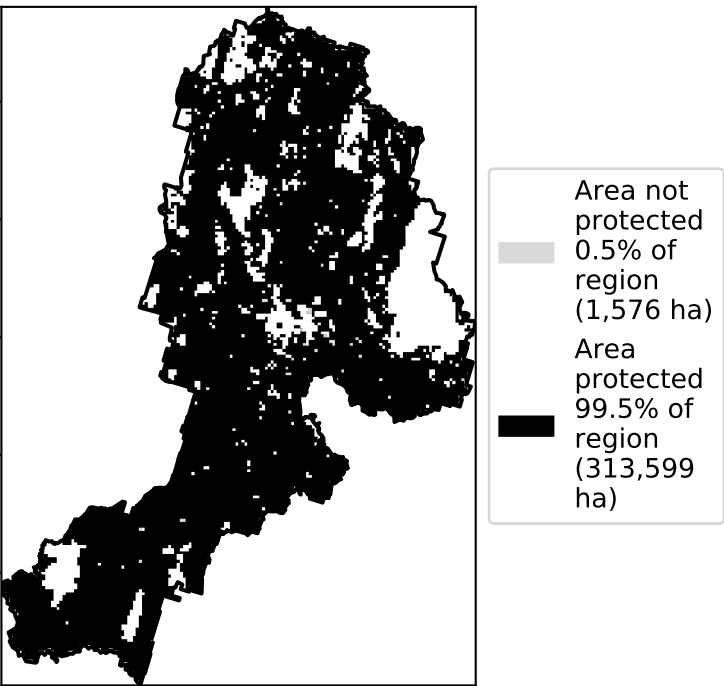 Area not
protected
0.5% of
region
(1,576 ha)
Area
protected
99.5% of
region
(313,599
ha)